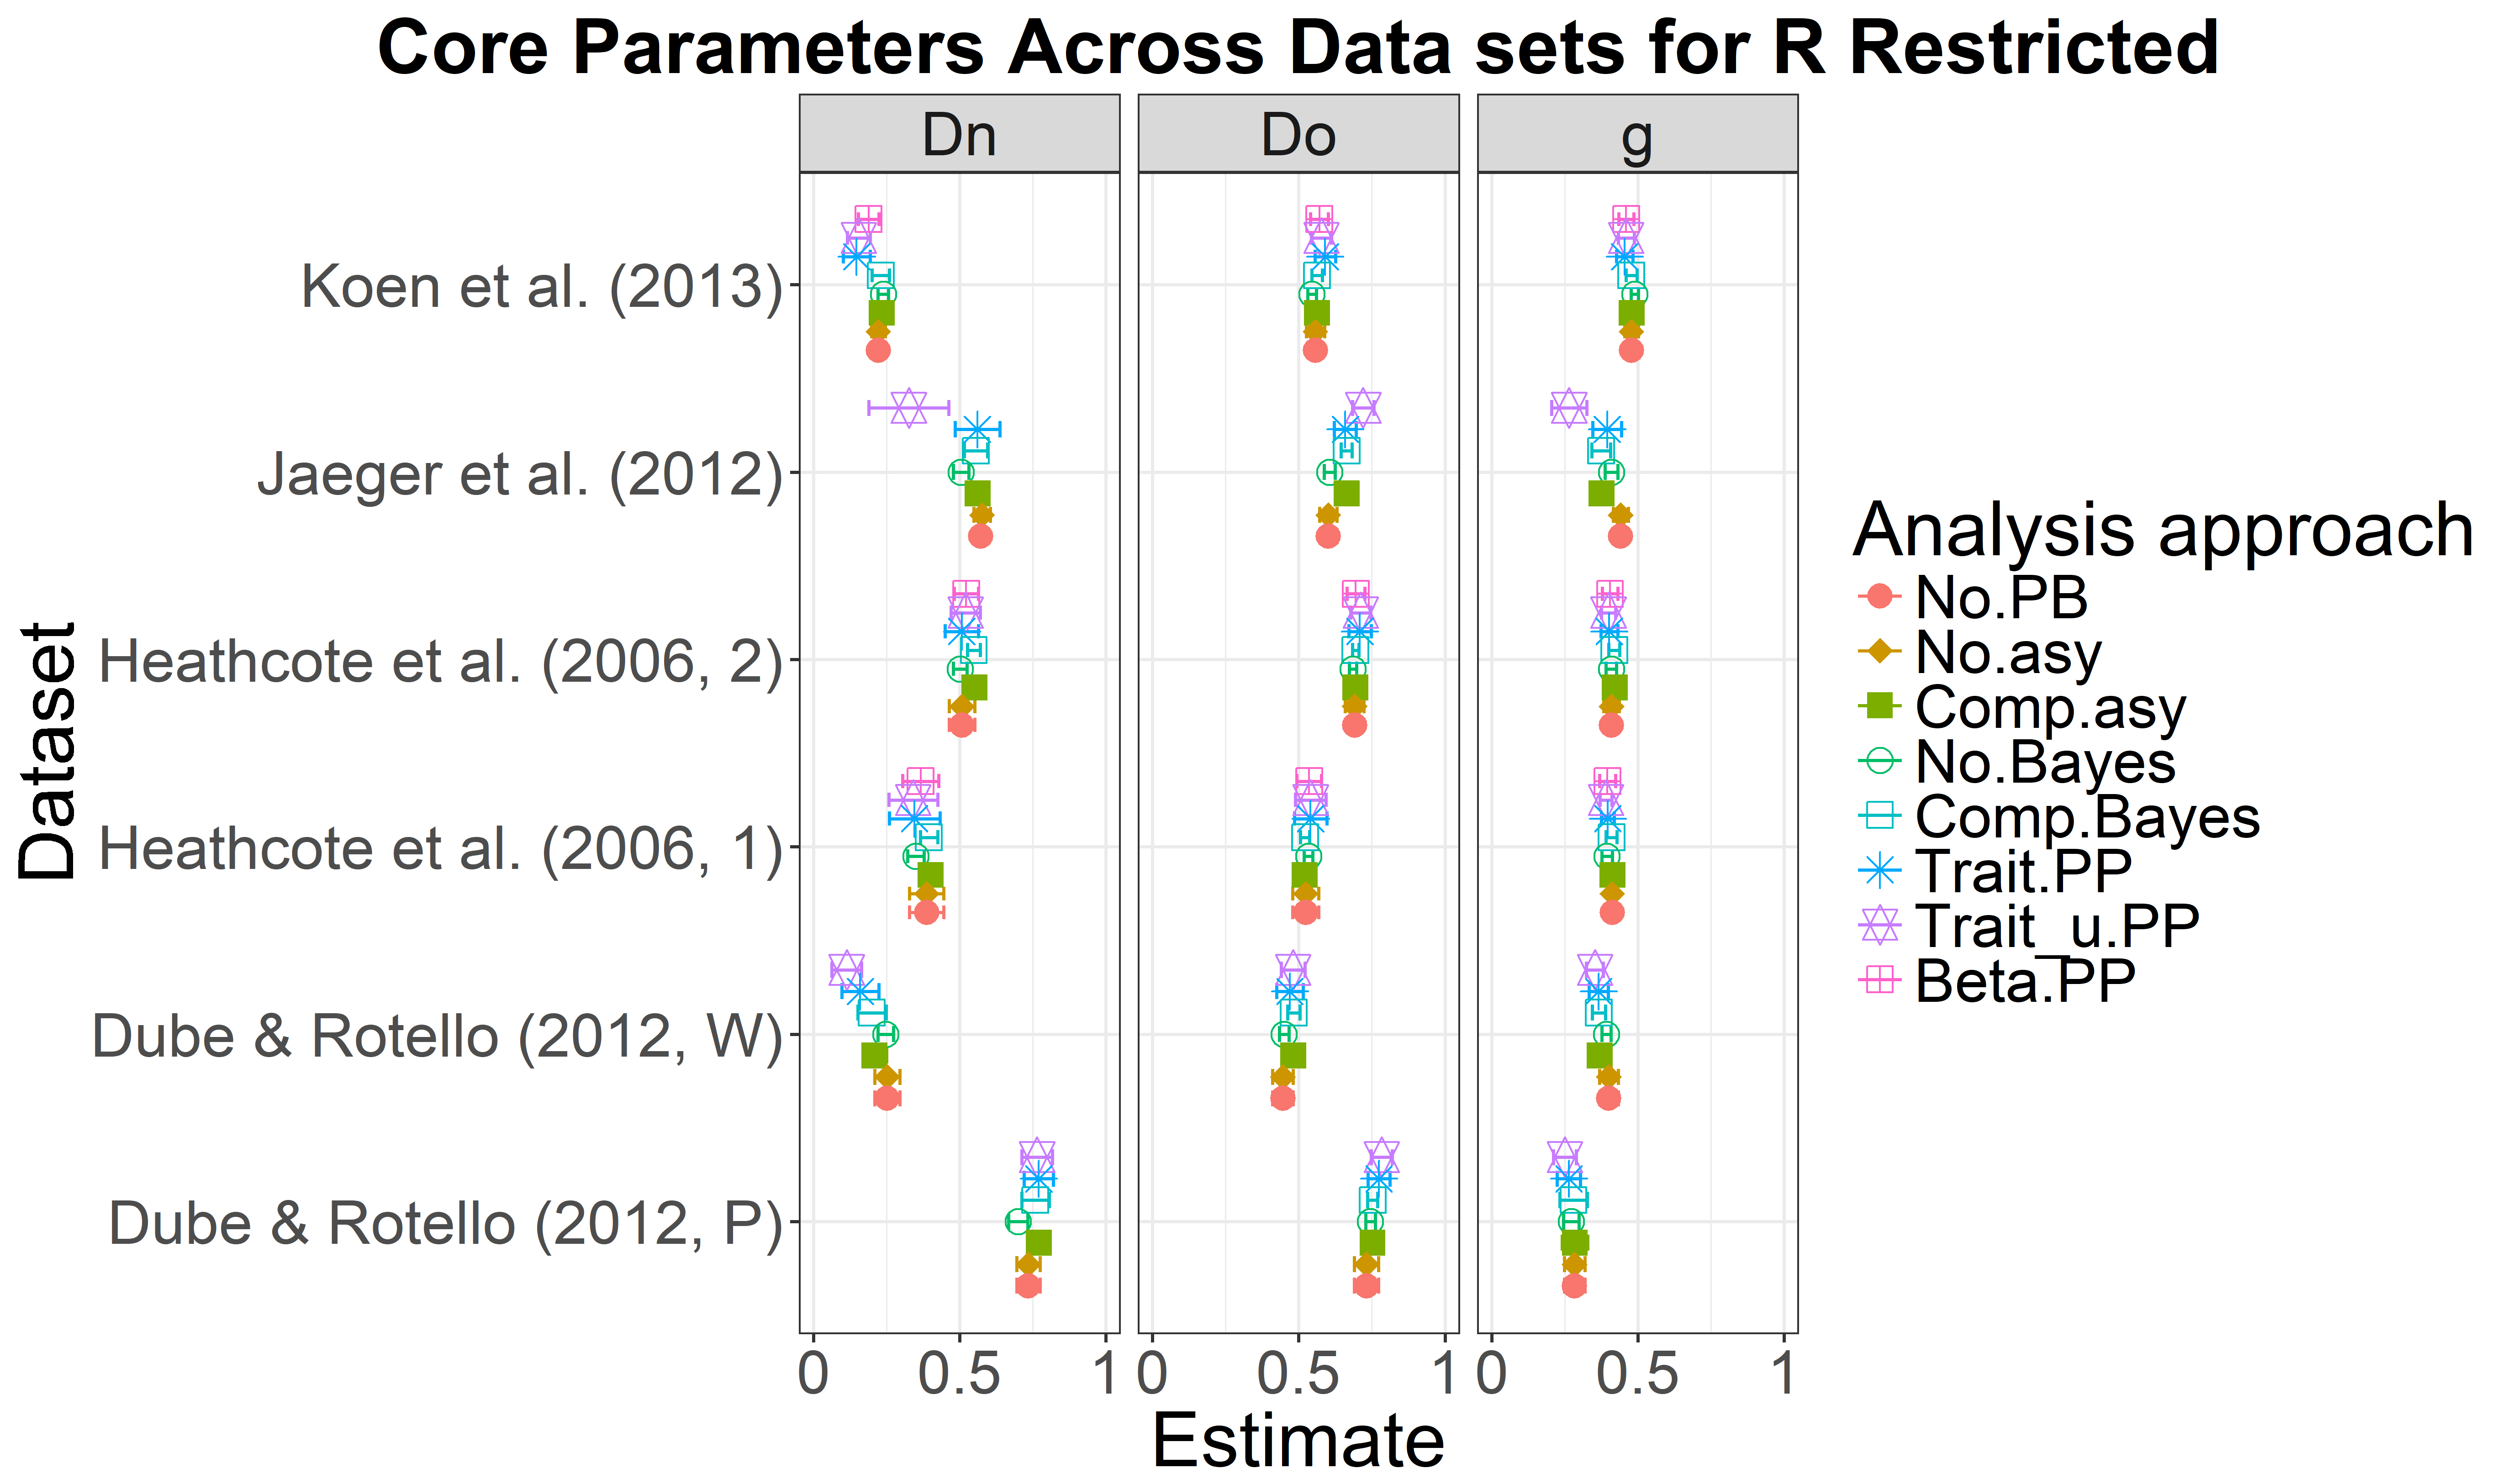 Core Parameters Across Data sets for R Restricted
Dn
Do
g
Koen et al. (2013)
Jaeger et al. (2012)
Heathcote et al. (2006, 2)
Heathcote et al. (2006, 1)
Dube & Rotello (2012, W)
Dube & Rotello (2012, P)
Dataset
0 0.5 1
0 0.5 1
0 0.5 1
Estimate
Analysis approach
No.PB
No.asy
Comp.asy
No.Bayes
Comp.Bayes
Trait.PP
Trait_u.PP
Beta.PP